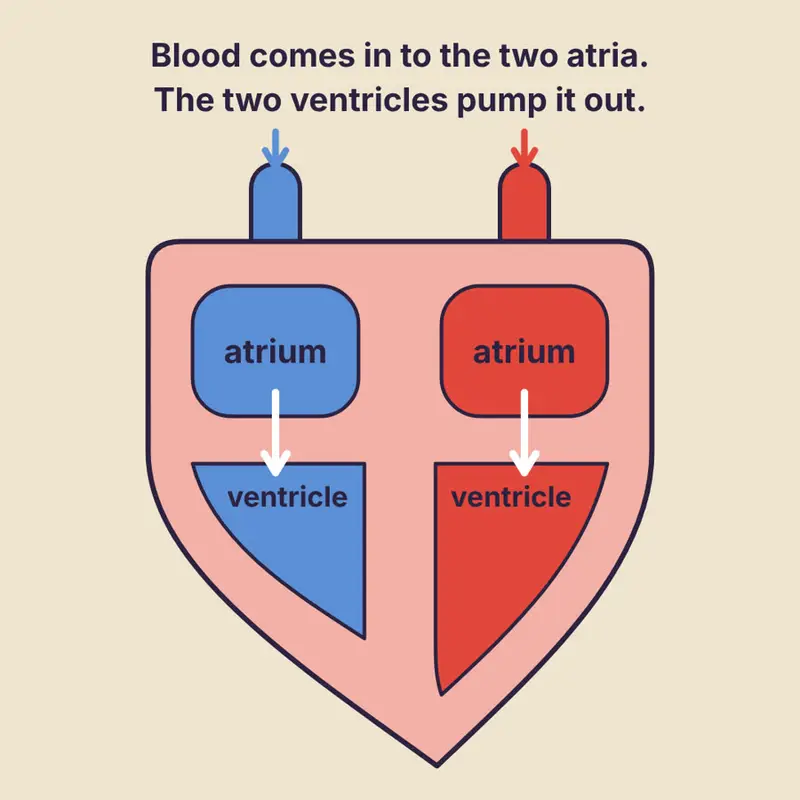 Blood comes in to the two atria.
The two ventricles pump it out.
atrium
atrium
ventricle
ventricle